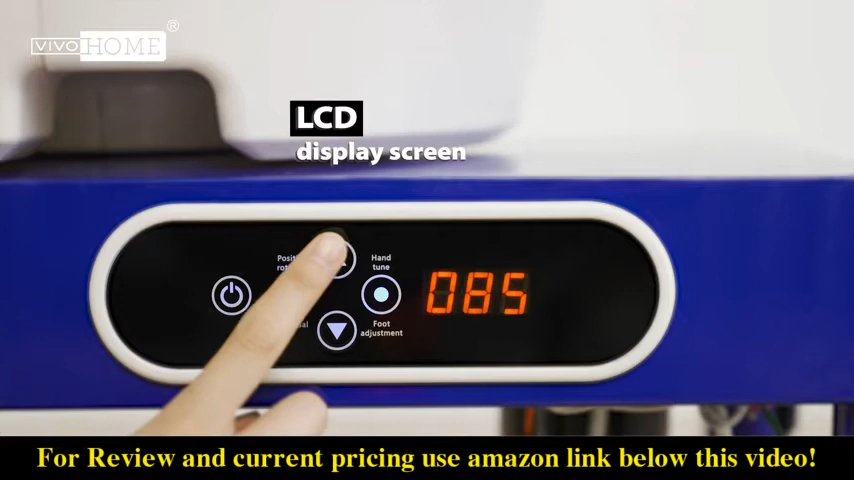 VIVO HOME®
LCD
display screen
Hand
tune
085
Foot
adjustment
For Review and current pricing use amazon link below this video!